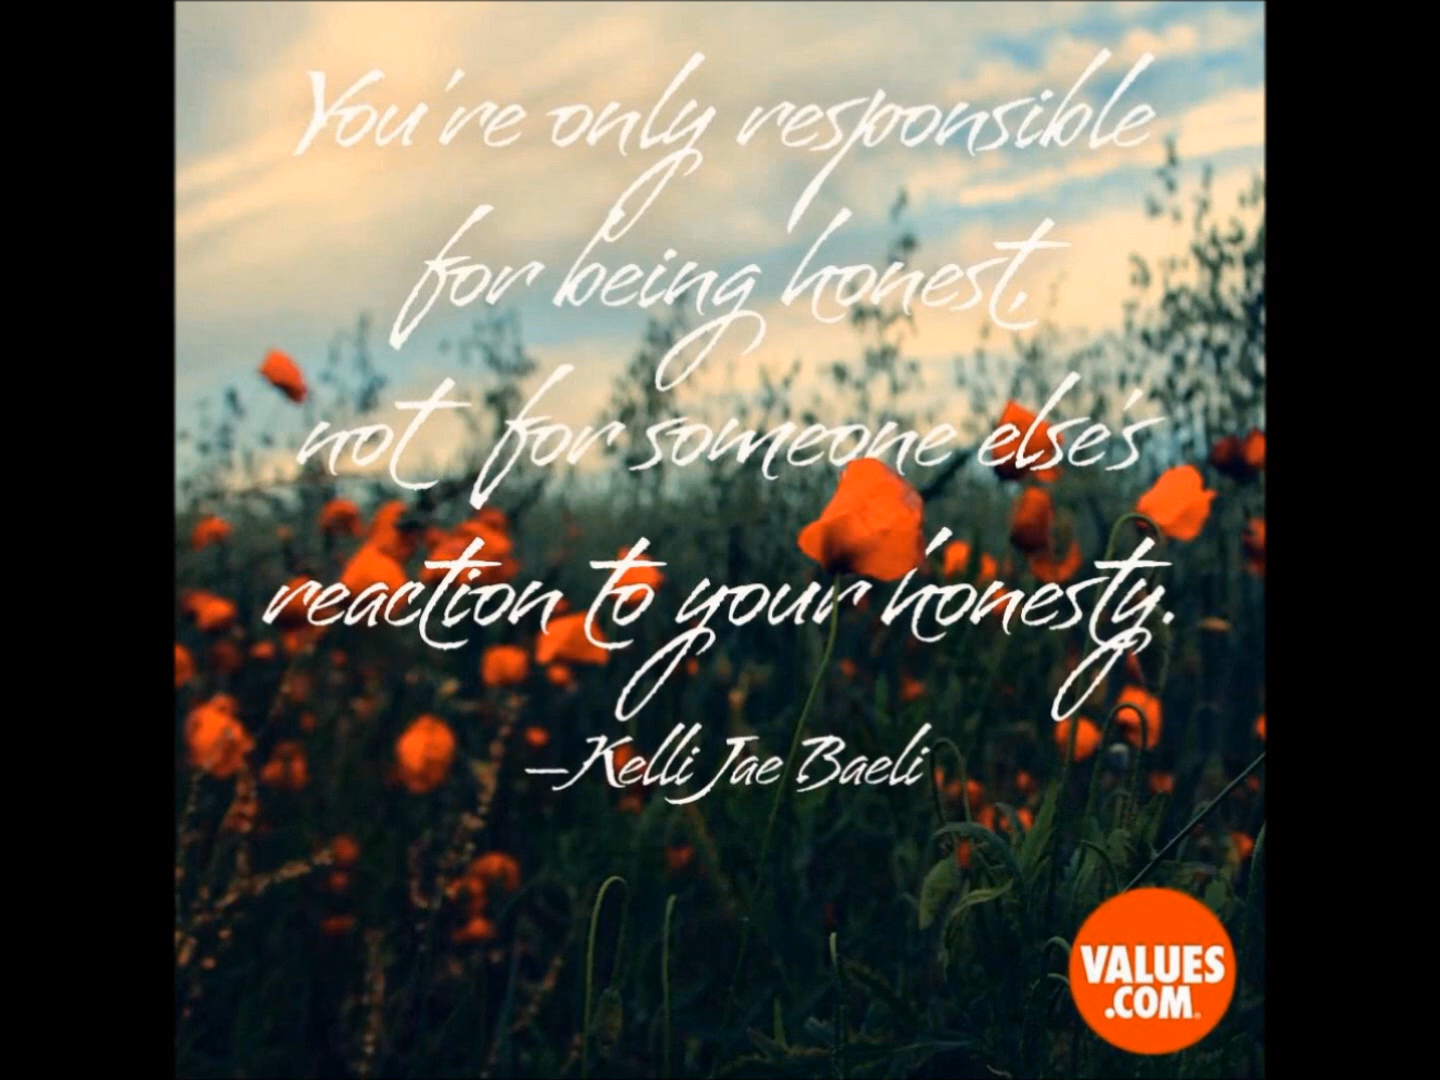 You're only responsible
for being honest,
not for someone else's
reaction to your honesty.
—Kelli Jae Baeli
VALUES
.COM